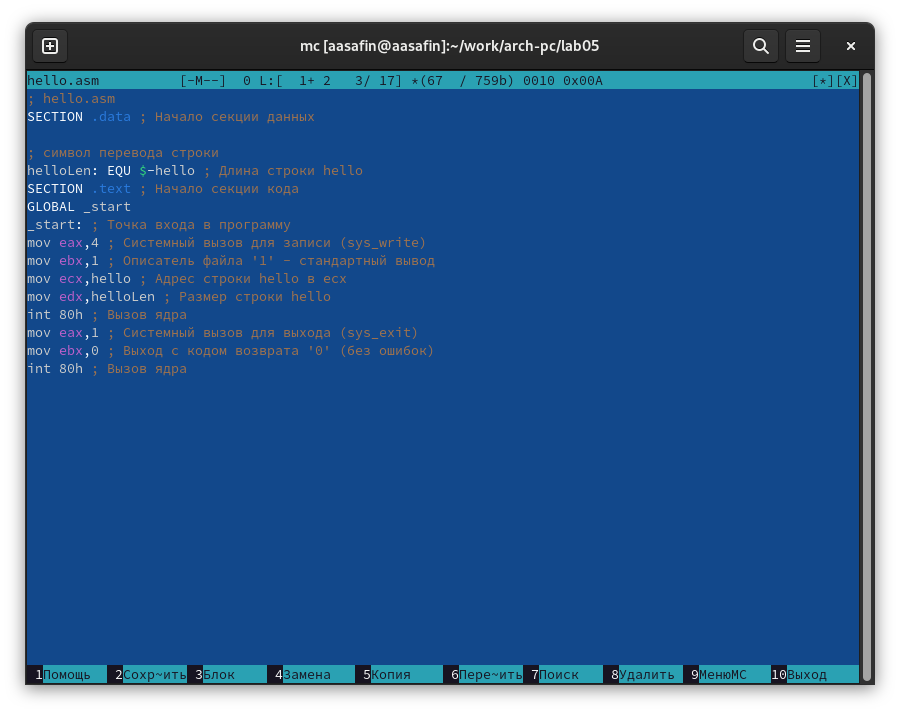 mc [aasafin@aasafin]:~/work/arch-pc/lab05
hello.asm [-M--] 0 L:[ 1+ 2 3/ 17] *(67 / 759b) 0010 0x00A [*][X]
; hello.asm
SECTION .data ; Начало секции данных
; символ перевода строки
helloLen: EQU $-hello ; Длина строки hello
SECTION .text ; Начало секции кода
GLOBAL _start
_start: ; Точка входа в программу
mov eax,4 ; Системный вызов для записи (sys_write)
mov ebx,1 ; Описатель файла '1' - стандартный вывод
mov ecx,hello ; Адрес строки hello в ecx
mov edx,helloLen ; Размер строки hello
int 80h ; Вызов ядра
mov eax,1 ; Системный вызов для выхода (sys_exit)
mov ebx,0 ; Выход с кодом возврата '0' (без ошибок)
int 80h ; Вызов ядра
1Помощь 2Сохр~ить 3Блок 4Замена 5Копия 6Пере~ить 7Поиск 8Удалить 9МенюMC 10Выход